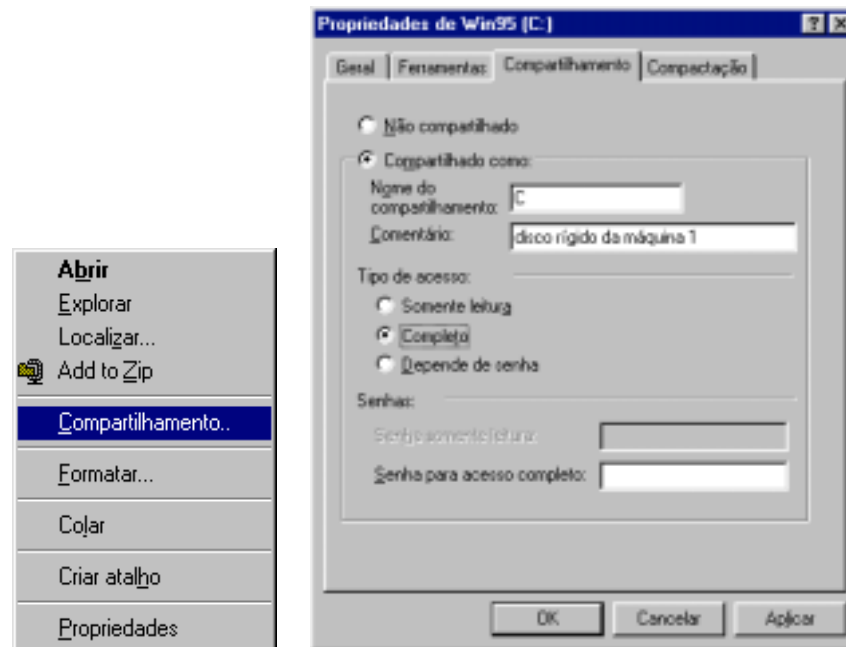 Abrir
Explorar
Localizar...
Add to Zip
Compartilhamento..
Formatar...
Colar
Criar atalho
Propriedades
Propriedades de Win95 (C:)
Geral Ferramentas Compartilhamento Compactação
Não compartilhado
Compartilhado como:
Nome do
compartilhamento: C
Comentário: disco rígido da máquina 1
Tipo de acesso:
Somente leitura
Completo
Depende de senha
Senhas:
Senha somente leitura:
Senha para acesso completo:
OK Cancelar Aplicar